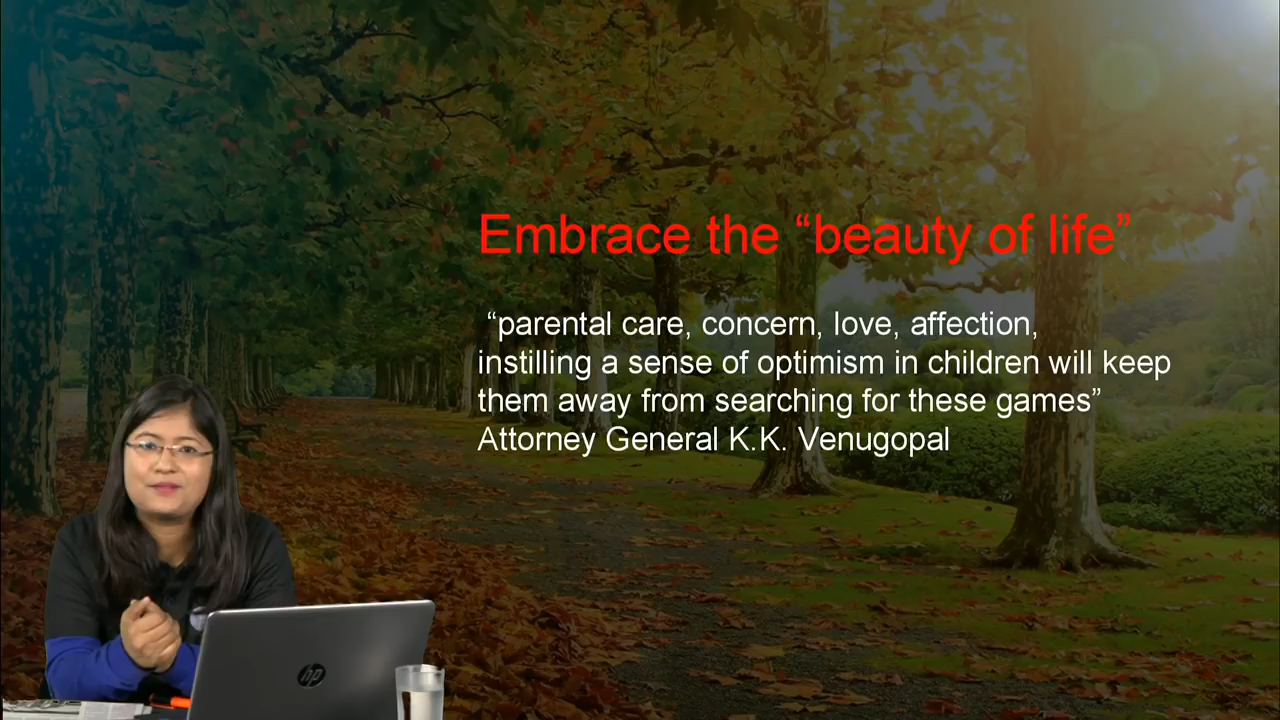 Embrace the “beauty of life”
“parental care, concern, love, affection,
instilling a sense of optimism in children will keep
them away from searching for these games”
Attorney General K.K. Venugopal
hp